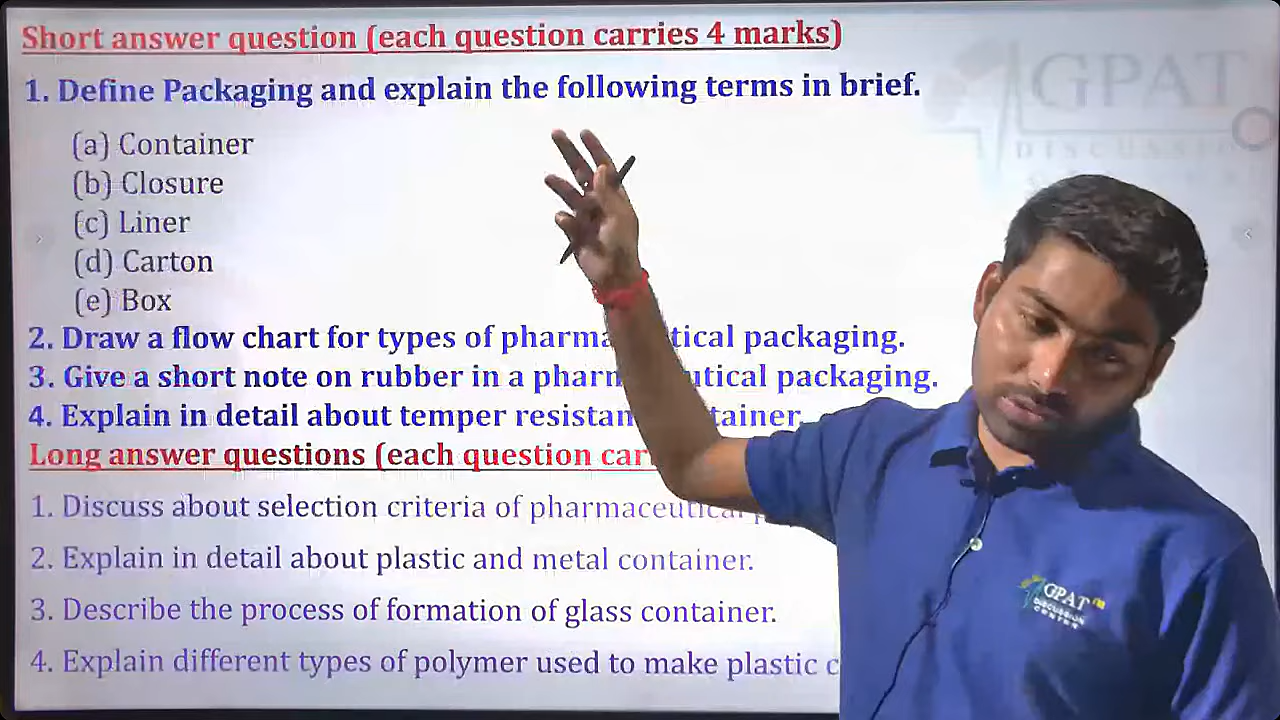 Short answer question (each question carries 4 marks)
1. Define Packaging and explain the following terms in brief.
(a) Container
(b) Closure
(c) Liner
(d) Carton
(e) Box
2. Draw a flow chart for types of pharma tical packaging.
3. Give a short note on rubber in a pharm utical packaging.
4. Explain in detail about temper resistan tainer.
Long answer questions (each question car
1. Discuss about selection criteria of pharmaceutical
2. Explain in detail about plastic and metal container.
3. Describe the process of formation of glass container.
4. Explain different types of polymer used to make plastic c
GPAT
DISCUSSIO
GPAT
DISCUSSION
CENTER